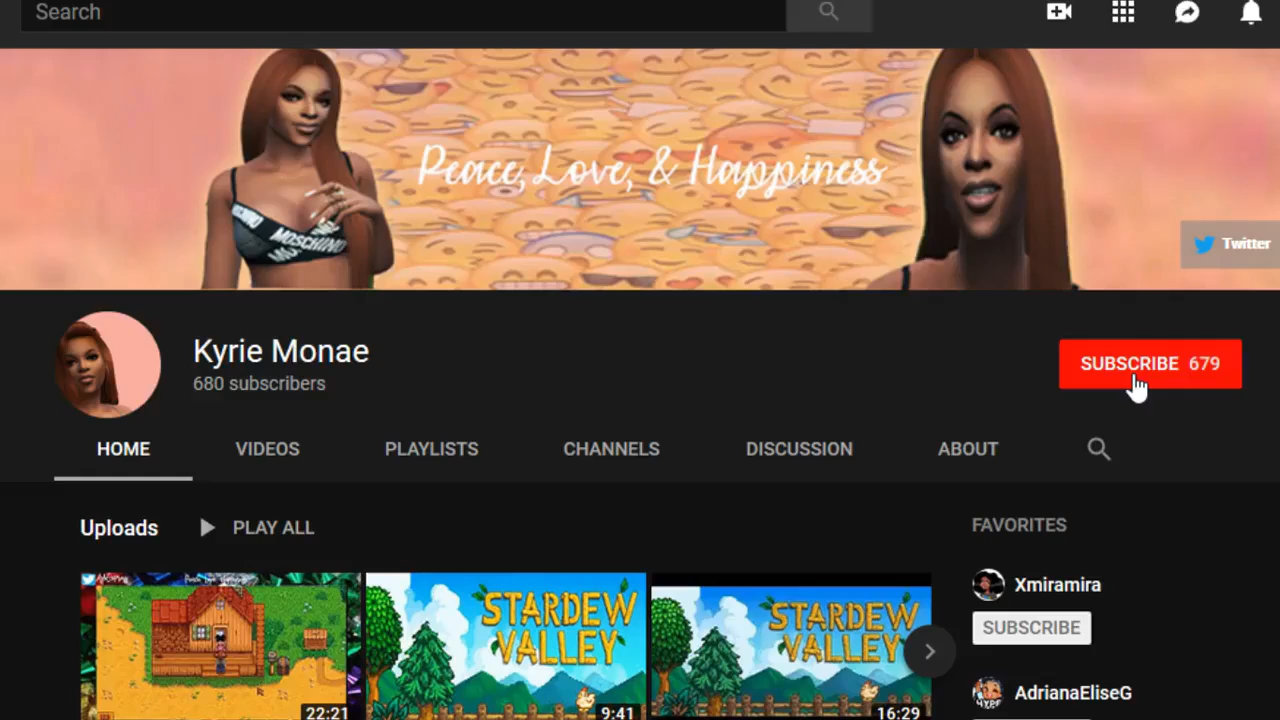 Search
Peace, Love, & Happiness
MOSCHINO
Twitter
Kyrie Monae
680 subscribers
SUBSCRIBE 679
HOME VIDEOS PLAYLISTS CHANNELS DISCUSSION ABOUT
Uploads PLAY ALL
FAVORITES
Xmiramira
SUBSCRIBE
AdrianaEliseG
STARDEW
VALLEY
STARDEW
VALLEY
22:21
9:41
16:29